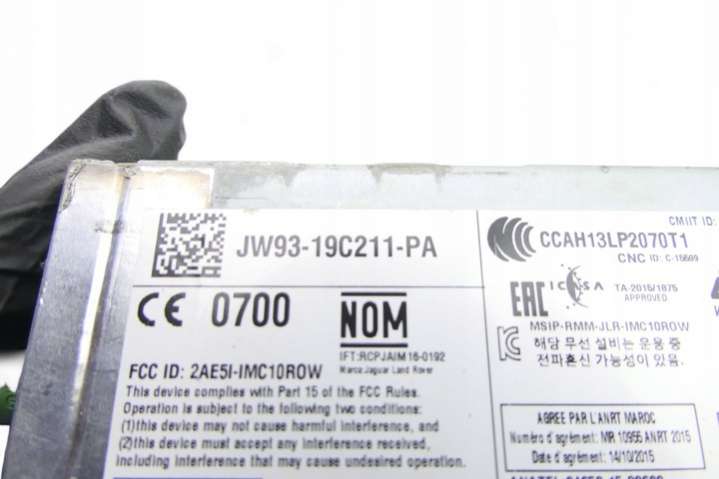 JW93-19C211-PA
CE 0700
NOM
IFT:RCPJAIM16-0192
Marca:Jaguar Land Rover
FCC ID: 2AE5I-IMC10ROW
This device complies with Part 15 of the FCC Rules.
Operation is subject to the following two conditions:
(1)this device may not cause harmful interference, and
(2)this device must accept any interference received,
including interference that may cause undesired operation.
CMIIT ID:
CCAH13LP2070T1
CNC ID: C-15609
EAC
ICASA
TA-2015/1875
APPROVED
MSIP-RMM-JLR-IMC10ROW
해당 무선 설비는 운용 중
전파혼신 가능성이 있음.
AGREE PAR L'ANRT MAROC
Numéro d'agrément: MR 10956 ANRT 2015
Date d'agrément: 14/10/2015